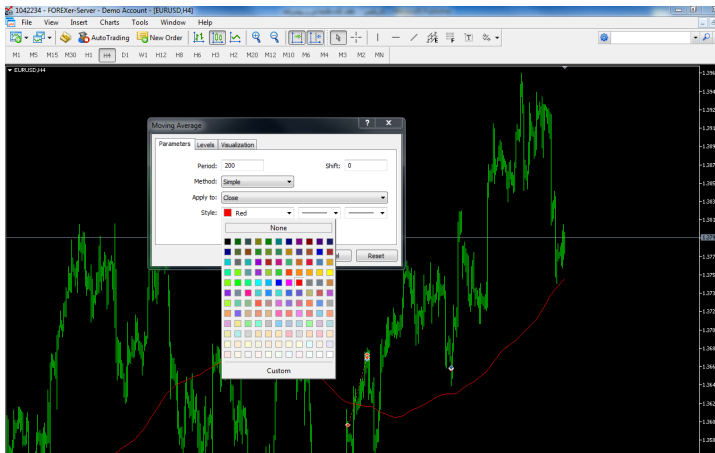 1042234 - FOREXer-Server - Demo Account - [EURUSD,H4]
File View Insert Charts Tools Window Help
AutoTrading New Order
M1 M5 M15 M30 H1 H4 D1 W1 H12 H8 H6 H3 H2 M20 M12 M10 M6 M4 M3 M2 MN
EURUSD,H4
Moving Average
Parameters Levels Visualization
Period: 200 Shift: 0
Method: Simple
Apply to: Close
Style: Red
None
Reset
Custom